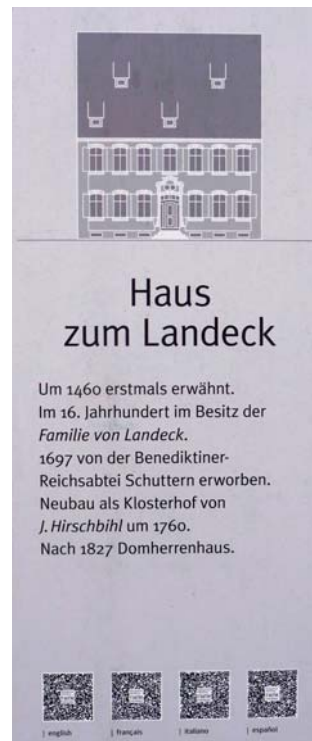 Haus
zum Landeck
Um 1460 erstmals erwähnt.
Im 16. Jahrhundert im Besitz der
Familie von Landeck.
1697 von der Benediktiner-
Reichsabtei Schuttern erworben.
Neubau als Klosterhof von
J. Hirschbihl um 1760.
Nach 1827 Domherrenhaus.
| english | français | italiano | español